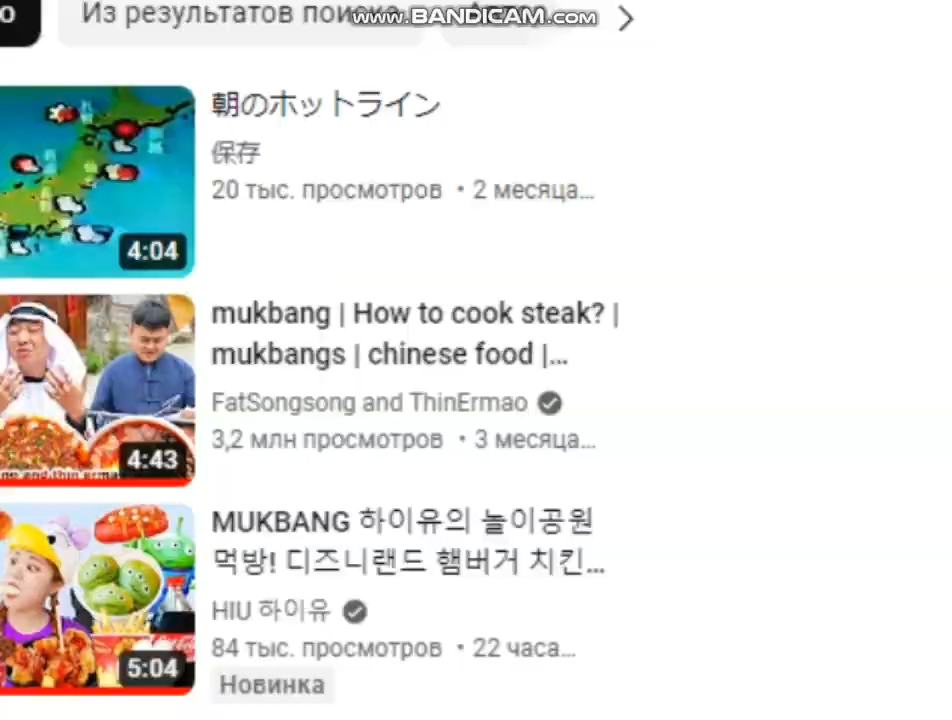 Из результатов поиска
www.BANDICAM.com
朝のホットライン
保存
20 тыс. просмотров • 2 месяца...
4:04
mukbang | How to cook steak? |
mukbangs | chinese food |...
FatSongsong and ThinErmao
3,2 млн просмотров • 3 месяца...
4:43
MUKBANG 하이유의 놀이공원
먹방! 디즈니랜드 햄버거 치킨...
HIU 하이유
84 тыс. просмотров • 22 часа...
5:04
Новинка